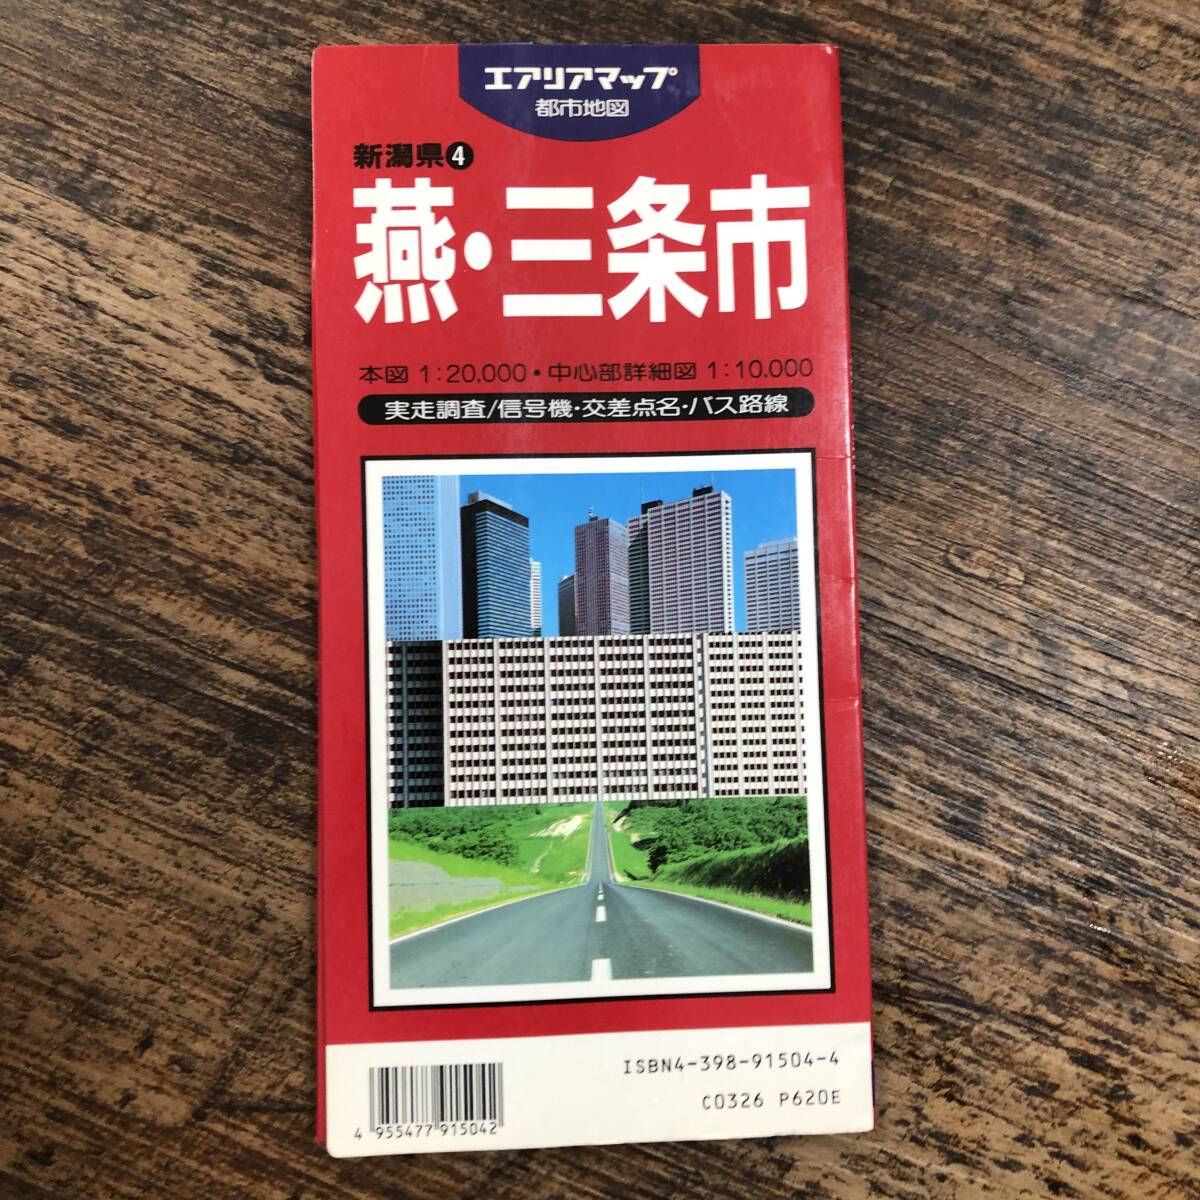 エアリアマップ
都市地図
新潟県4
燕・三条市
本図 1:20,000・中心部詳細図 1:10,000
実走調査/信号機・交差点名・バス路線
ISBN4-398-91504-4
C0326 P620E
4 955477 915042